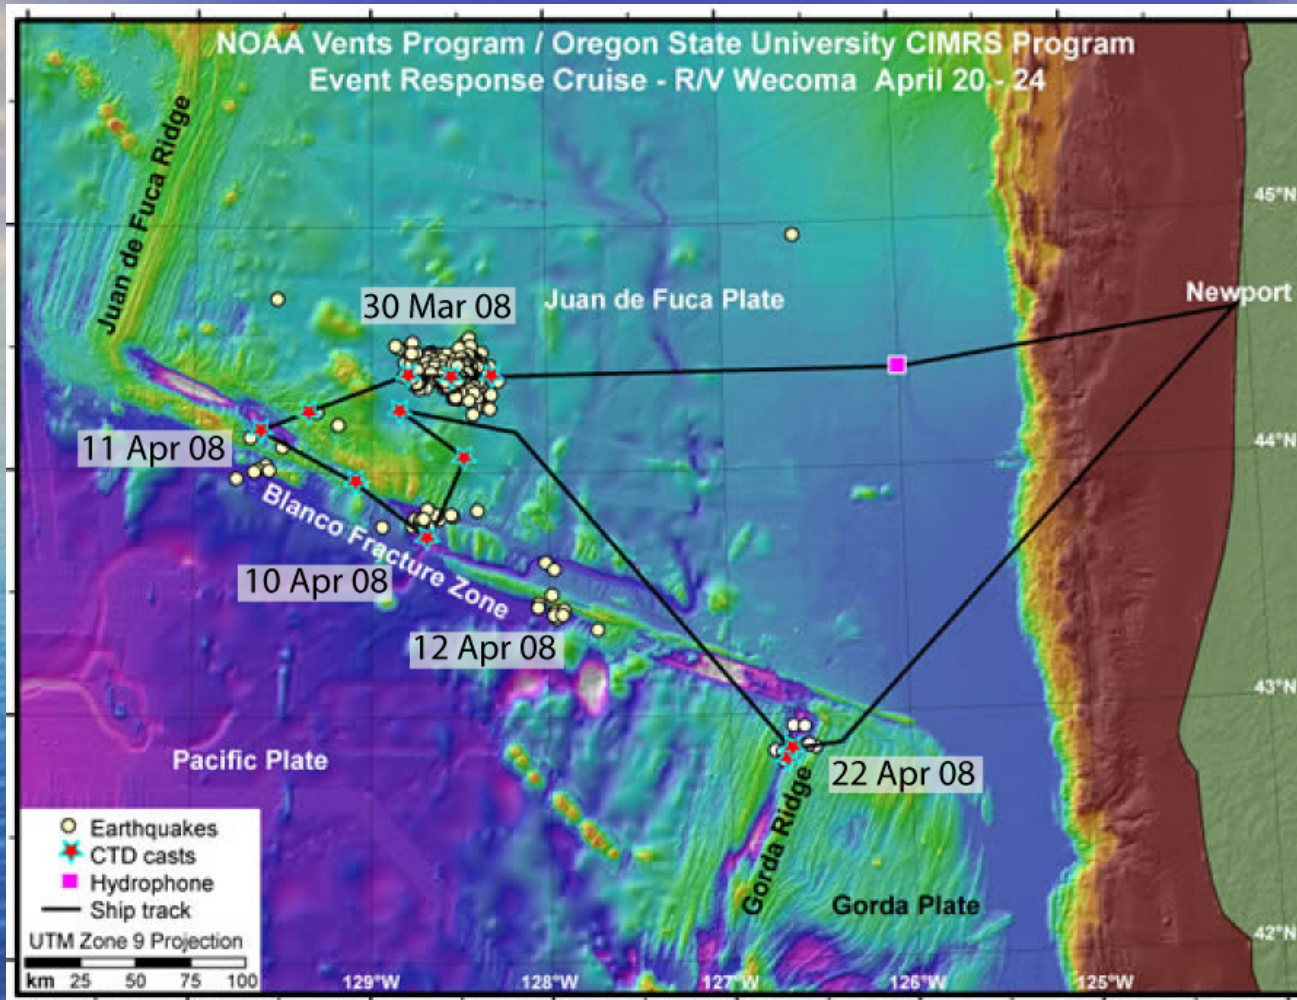 NOAA Vents Program / Oregon State University CIMRS Program
Event Response Cruise - R/V Wecoma  April 20 - 24
Juan de Fuca Ridge
45°N
30 Mar 08
Juan de Fuca Plate
Newport
11 Apr 08
44°N
Blanco Fracture Zone
10 Apr 08
12 Apr 08
43°N
Pacific Plate
22 Apr 08
Gorda Ridge
Gorda Plate
Earthquakes
CTD casts
Hydrophone
Ship track
UTM Zone 9 Projection
km 25 50 75 100
42°N
129°W 128°W 127°W 126°W 125°W